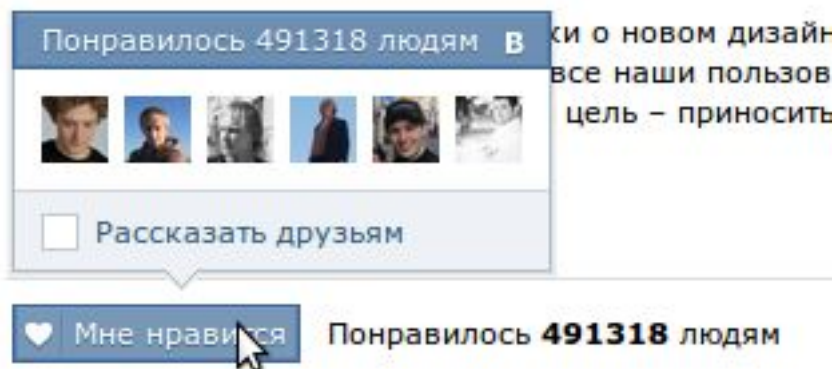 Понравилось 491318 людям B
ки о новом дизайн
все наши пользов
цель – приносить
Рассказать друзьям
Мне нравится
Понравилось 491318 людям